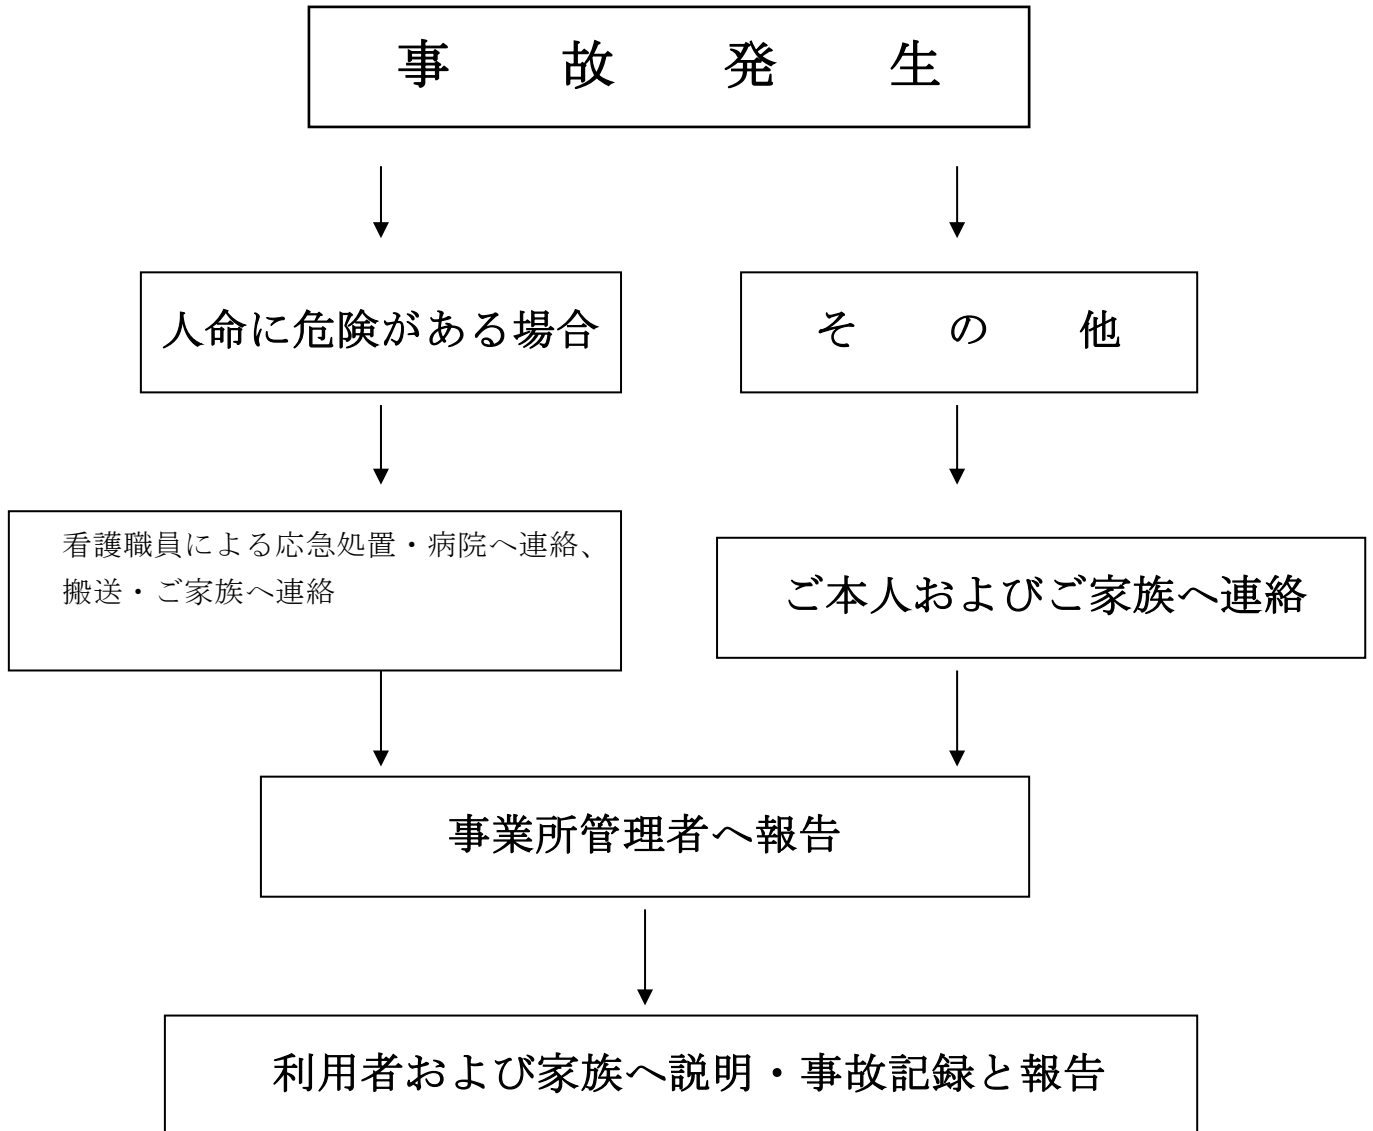 事故発生
人命に危険がある場合
その他
看護職員による応急処置・病院へ連絡、
搬送・ご家族へ連絡
ご本人およびご家族へ連絡
事業所管理者へ報告
利用者および家族へ説明・事故記録と報告